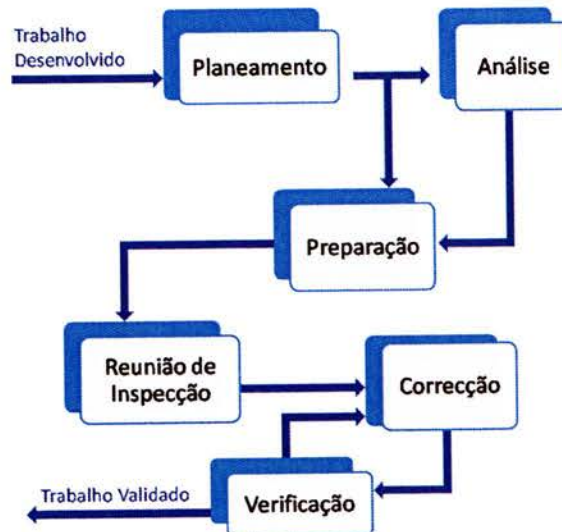 Trabalho
Desenvolvido
Planeamento
Análise
Preparação
Reunião de
Inspecção
Correcção
Trabalho Validado
Verificação